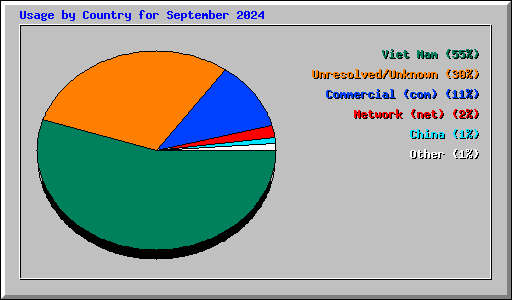 Usage by Country for September 2024
Viet Nam (55%)
Unresolved/Unknown (30%)
Commercial (com) (11%)
Network (net) (2%)
China (1%)
Other (1%)